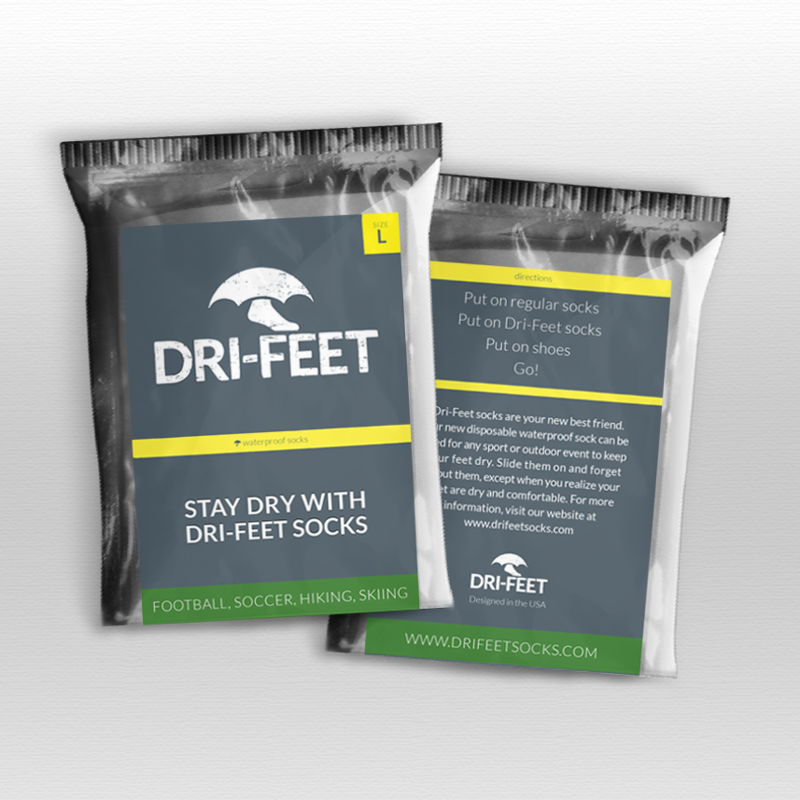 SIZE
L
DRI-FEET
waterproof socks
STAY DRY WITH
DRI-FEET SOCKS
FOOTBALL, SOCCER, HIKING, SKIING
directions
Put on regular socks
Put on Dri-Feet socks
Put on shoes
Go!
Dri-Feet socks are your new best friend.
new disposable waterproof sock can be
for any sport or outdoor event to keep
feet dry. Slide them on and forget
them, except when you realize your
are dry and comfortable. For more
information, visit our website at
www.drifeetsocks.com
DRI-FEET
Designed in the USA
WWW.DRIFEETSOCKS.COM